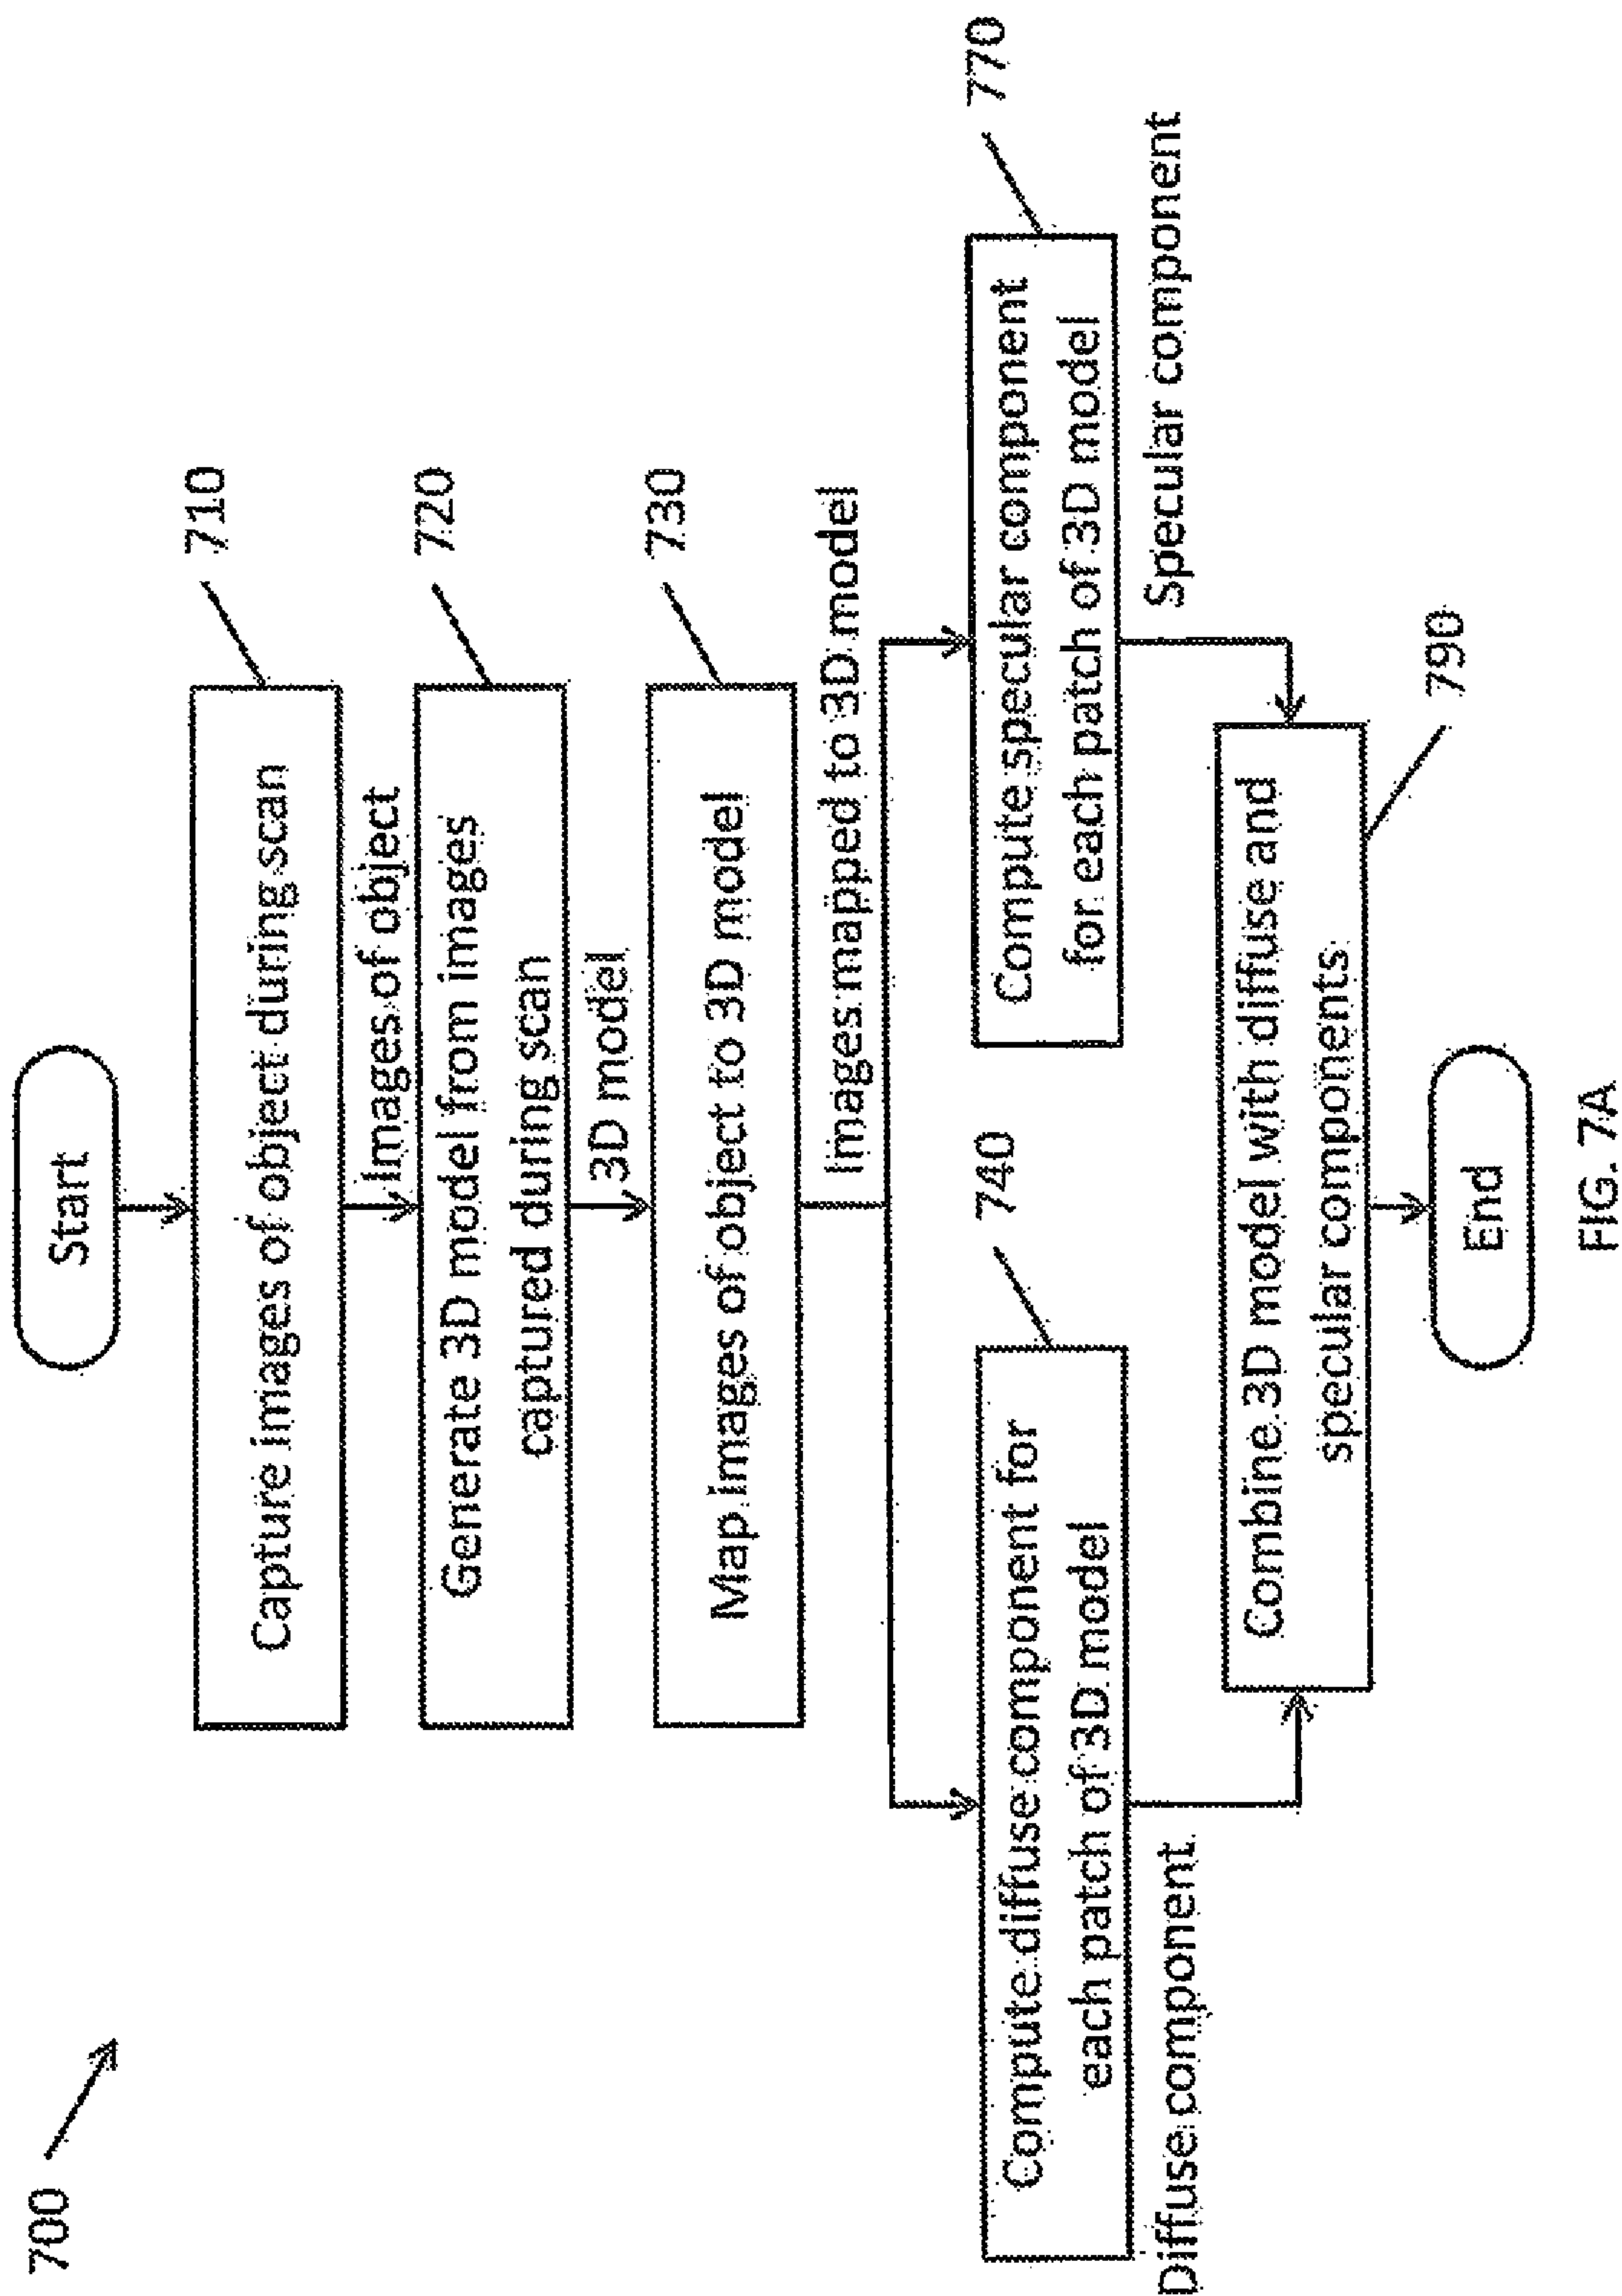 700
Start
710
Capture images of object during scan
Images of object
720
Generate 3D model from images
captured during scan
3D model
730
Map images of object to 3D model
Images mapped to 3D model
740
Compute diffuse component for
each patch of 3D model
Diffuse component
770
Compute specular component
for each patch of 3D model
Specular component
790
Combine 3D model with diffuse and
specular components
End
FIG. 7A